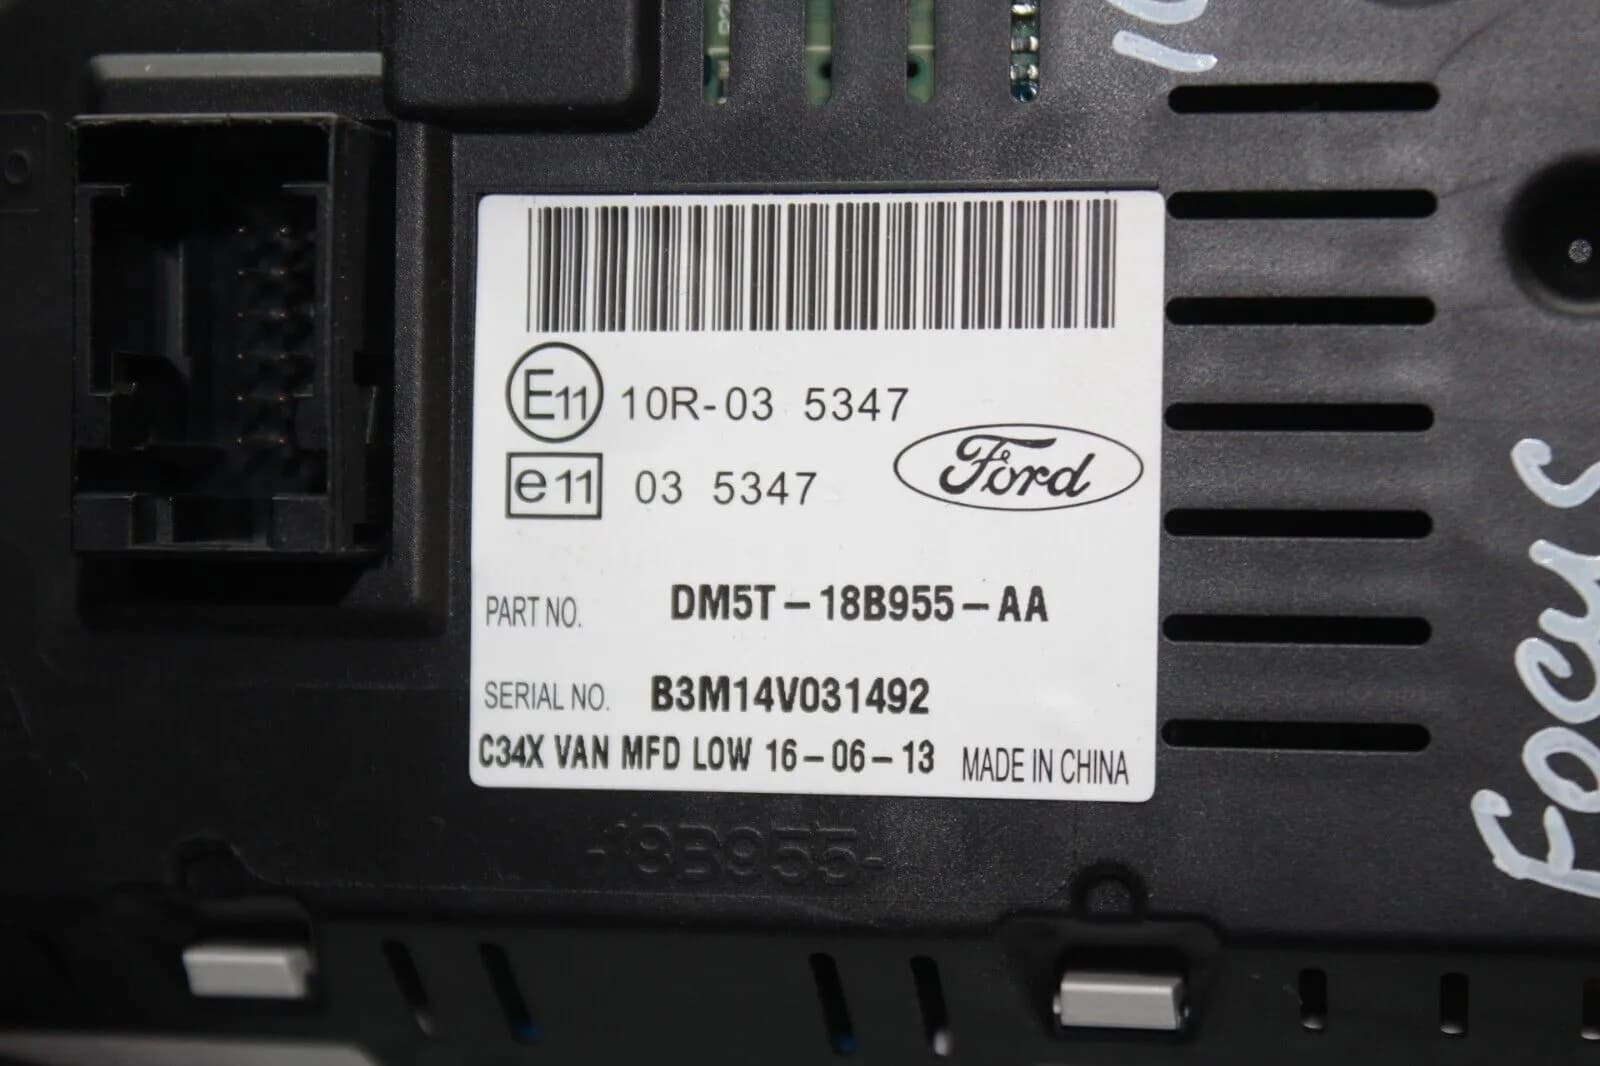 E11 10R-03 5347
e11 03 5347
Ford
PART NO. DM5T-18B955-AA
SERIAL NO. B3M14V031492
C34X VAN MFD LOW 16-06-13 MADE IN CHINA
-18B955-
Focus